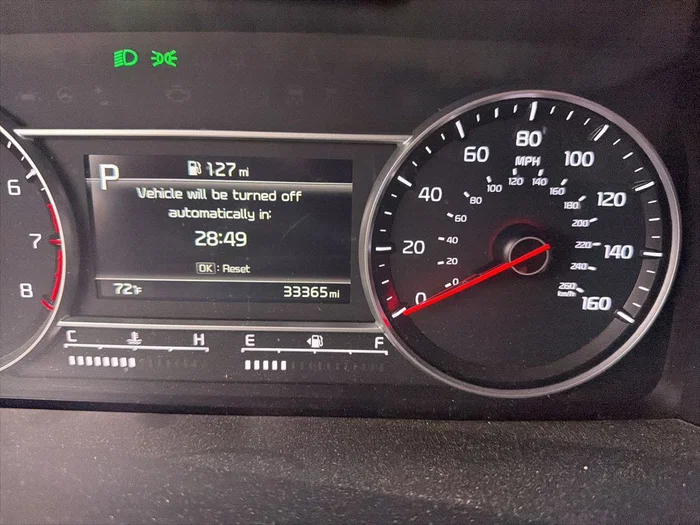 P
127 mi
Vehicle will be turned off
automatically in:
28:49
OK : Reset
72°F
33365 mi
C H
E F
6
7
8
0
20
40
60
80
100
120
140
160
MPH
0
20
40
60
80
100
120
140
160
180
200
220
240
260
km/h